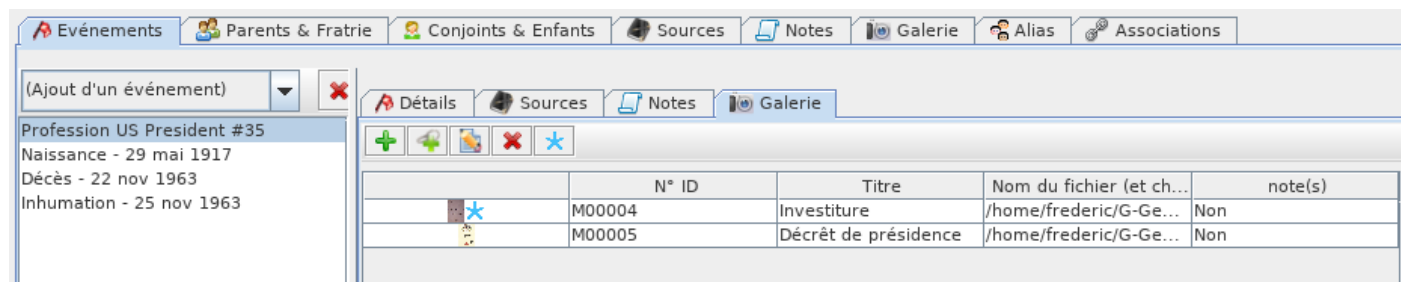 Evénements Parents & Fratrie Conjoints & Enfants Sources Notes Galerie Alias Associations
(Ajout d'un événement)
Détails Sources Notes Galerie
Profession US President #35
Naissance - 29 mai 1917
Décès - 22 nov 1963
Inhumation - 25 nov 1963
N° ID Titre Nom du fichier (et ch... note(s)
M00004 Investiture /home/frederic/G-Ge... Non
M00005 Décrêt de présidence /home/frederic/G-Ge... Non